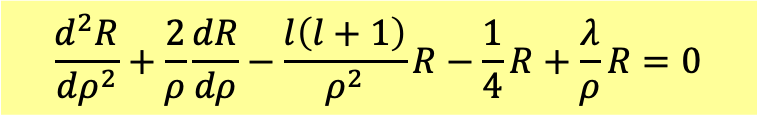 d²R/dρ² + 2/ρ dR/dρ − l(l + 1)/ρ² R − 1/4 R + λ/ρ R = 0